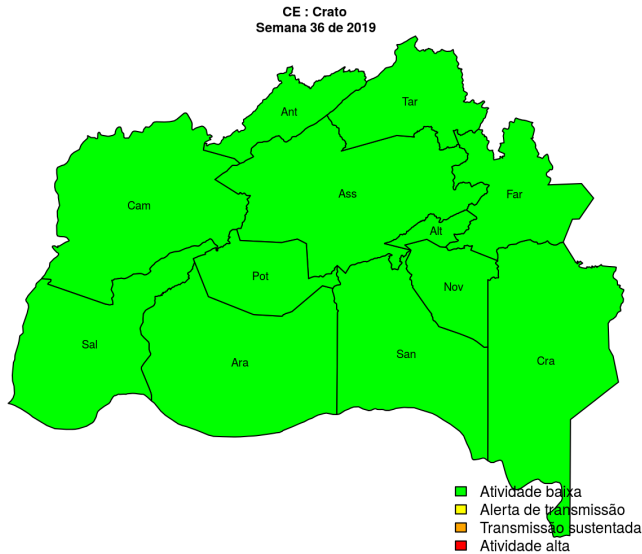 CE : Crato
Semana 36 de 2019
Tar
Ant
Ass
Far
Cam
Alt
Pot
Nov
Sal
San
Cra
Ara
Atividade baixa
Alerta de transmissão
Transmissão sustentada
Atividade alta